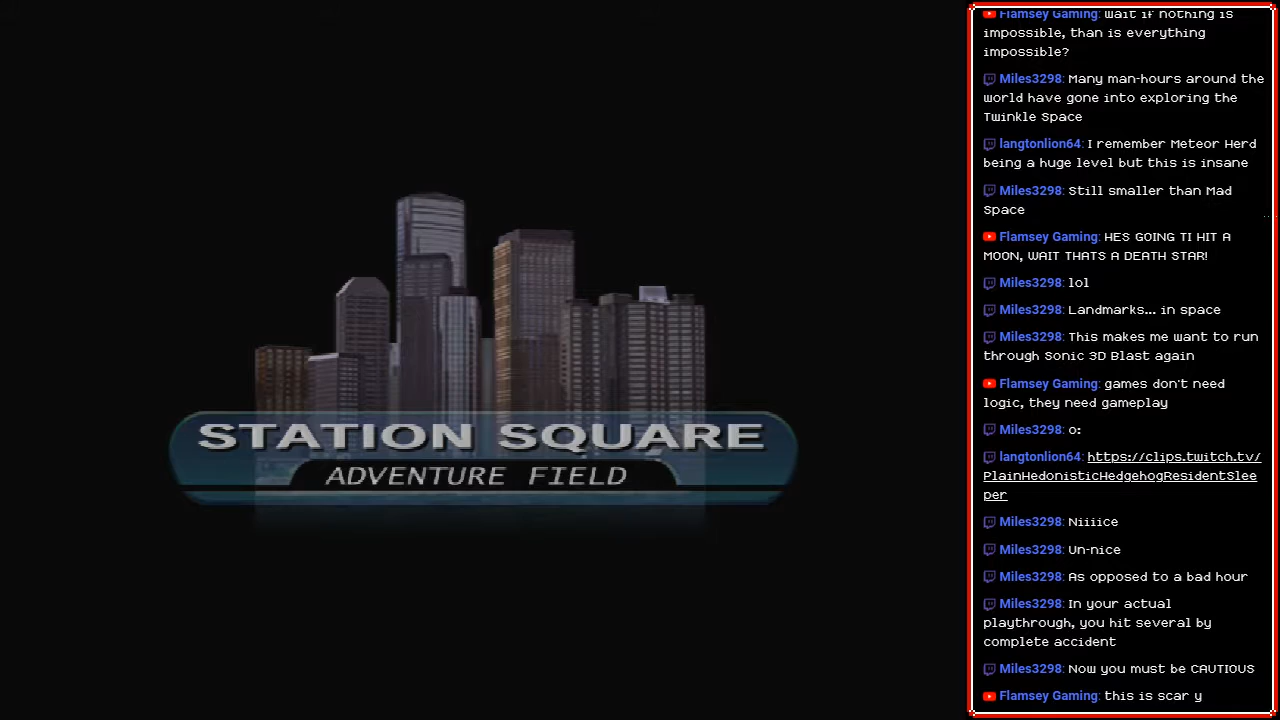 STATION SQUARE
ADVENTURE FIELD
Flamsey Gaming: wait if nothing is
impossible, than is everything
impossible?
Miles3298: Many man-hours around the
world have gone into exploring the
Twinkle Space
langtonlion64: I remember Meteor Herd
being a huge level but this is insane
Miles3298: Still smaller than Mad
Space
Flamsey Gaming: HES GOING TI HIT A
MOON, WAIT THATS A DEATH STAR!
Miles3298: lol
Miles3298: Landmarks... in space
Miles3298: This makes me want to run
through Sonic 3D Blast again
Flamsey Gaming: games don't need
logic, they need gameplay
Miles3298: o:
langtonlion64: https://clips.twitch.tv/
PlainHedonisticHedgehogResidentSlee
per
Miles3298: Niiiice
Miles3298: Un-nice
Miles3298: As opposed to a bad hour
Miles3298: In your actual
playthrough, you hit several by
complete accident
Miles3298: Now you must be CAUTIOUS
Flamsey Gaming: this is scar y